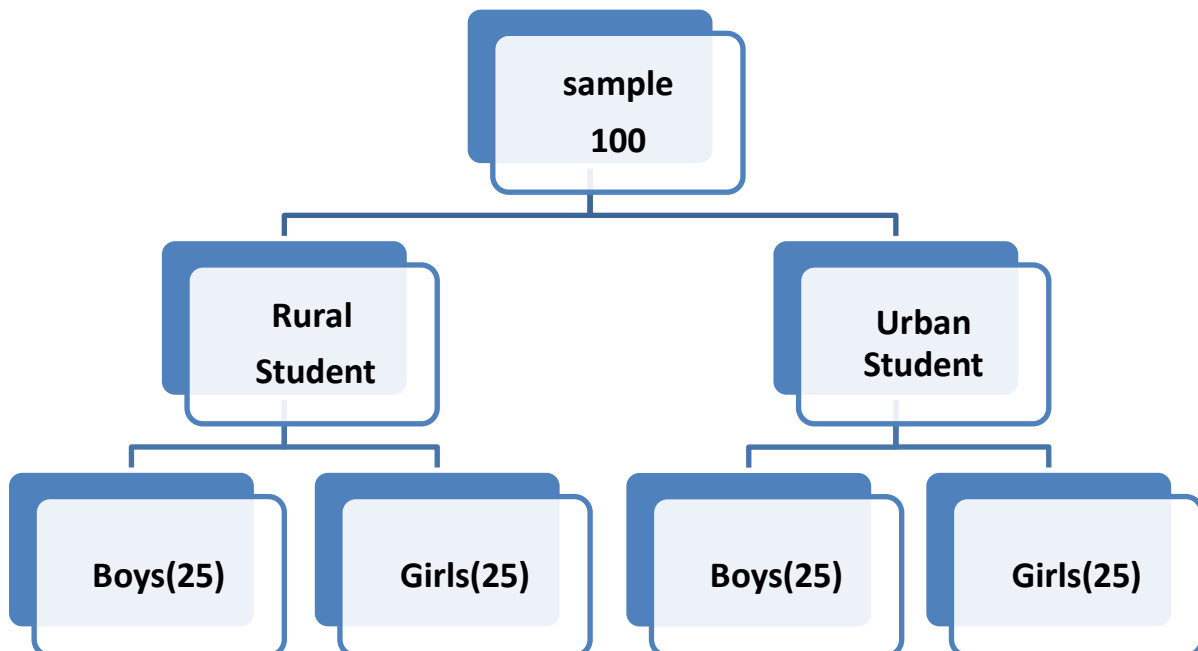 sample
100
Rural
Student
Urban
Student
Boys(25)
Girls(25)
Boys(25)
Girls(25)